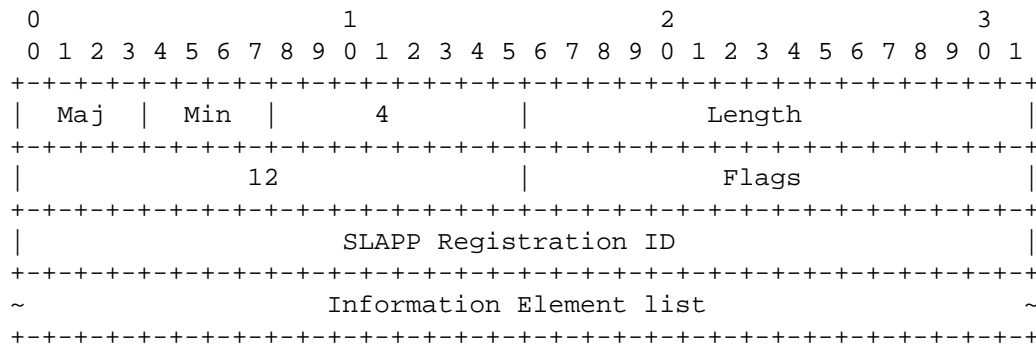 0                   1                   2                   3
 0 1 2 3 4 5 6 7 8 9 0 1 2 3 4 5 6 7 8 9 0 1 2 3 4 5 6 7 8 9 0 1
+-+-+-+-+-+-+-+-+-+-+-+-+-+-+-+-+-+-+-+-+-+-+-+-+-+-+-+-+-+-+-+-+
|  Maj  |  Min  |      4        |           Length              |
+-+-+-+-+-+-+-+-+-+-+-+-+-+-+-+-+-+-+-+-+-+-+-+-+-+-+-+-+-+-+-+-+
|              12               |            Flags              |
+-+-+-+-+-+-+-+-+-+-+-+-+-+-+-+-+-+-+-+-+-+-+-+-+-+-+-+-+-+-+-+-+
|                    SLAPP Registration ID                      |
+-+-+-+-+-+-+-+-+-+-+-+-+-+-+-+-+-+-+-+-+-+-+-+-+-+-+-+-+-+-+-+-+
~                   Information Element list                    ~
+-+-+-+-+-+-+-+-+-+-+-+-+-+-+-+-+-+-+-+-+-+-+-+-+-+-+-+-+-+-+-+-+